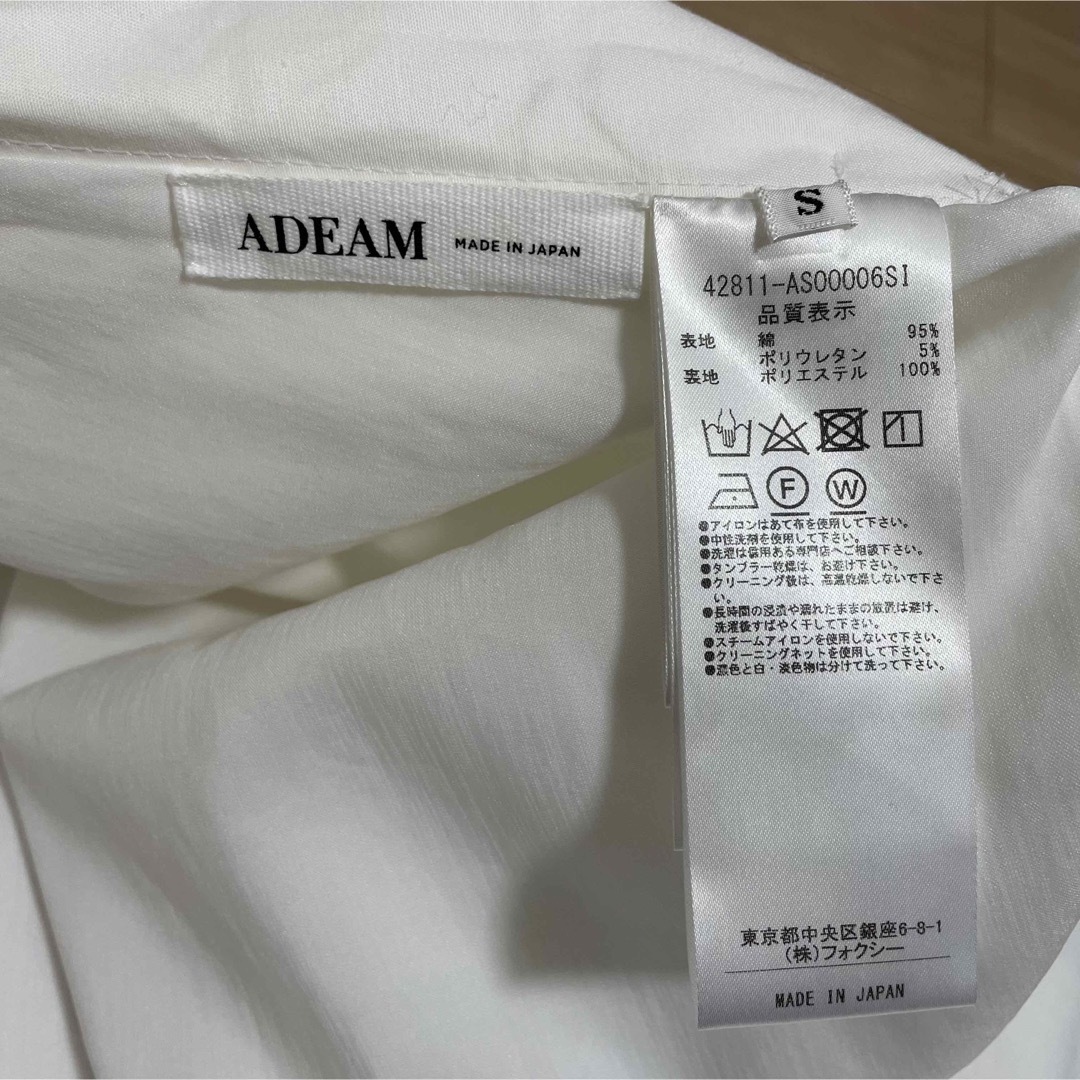 ADEAM MADE IN JAPAN
S
42811-AS00006SI
品質表示
表地 綿 95%
ポリウレタン 5%
裏地 ポリエステル 100%
F W
●アイロンはあて布を使用して下さい。
●中性洗剤を使用して下さい。
●洗濯は信用ある専門店へご相談下さい。
●タンブラー乾燥は、お避け下さい。
●クリーニング後は、高温乾燥しないで下さ
い。
●長時間の浸漬や濡れたままの放置は避け、
洗濯後すばやく干して下さい。
●スチームアイロンを使用しないで下さい。
●クリーニングネットを使用して下さい。
●濃色と白・淡色物は分けて洗って下さい。
東京都中央区銀座6-8-1
(株)フォクシー
MADE IN JAPAN